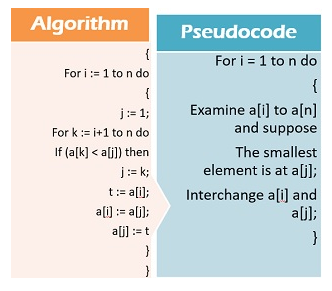 Algorithm
{
For i := 1 to n do
{
j := 1;
For k := i+1 to n do
If (a[k] < a[j]) then
j := k;
t := a[i];
a[i] := a[j];
a[j] := t
}
}
Pseudocode
For i = 1 to n do
{
Examine a[i] to a[n]
and suppose
The smallest
element is at a[j];
Interchange a[i] and
a[j];
}